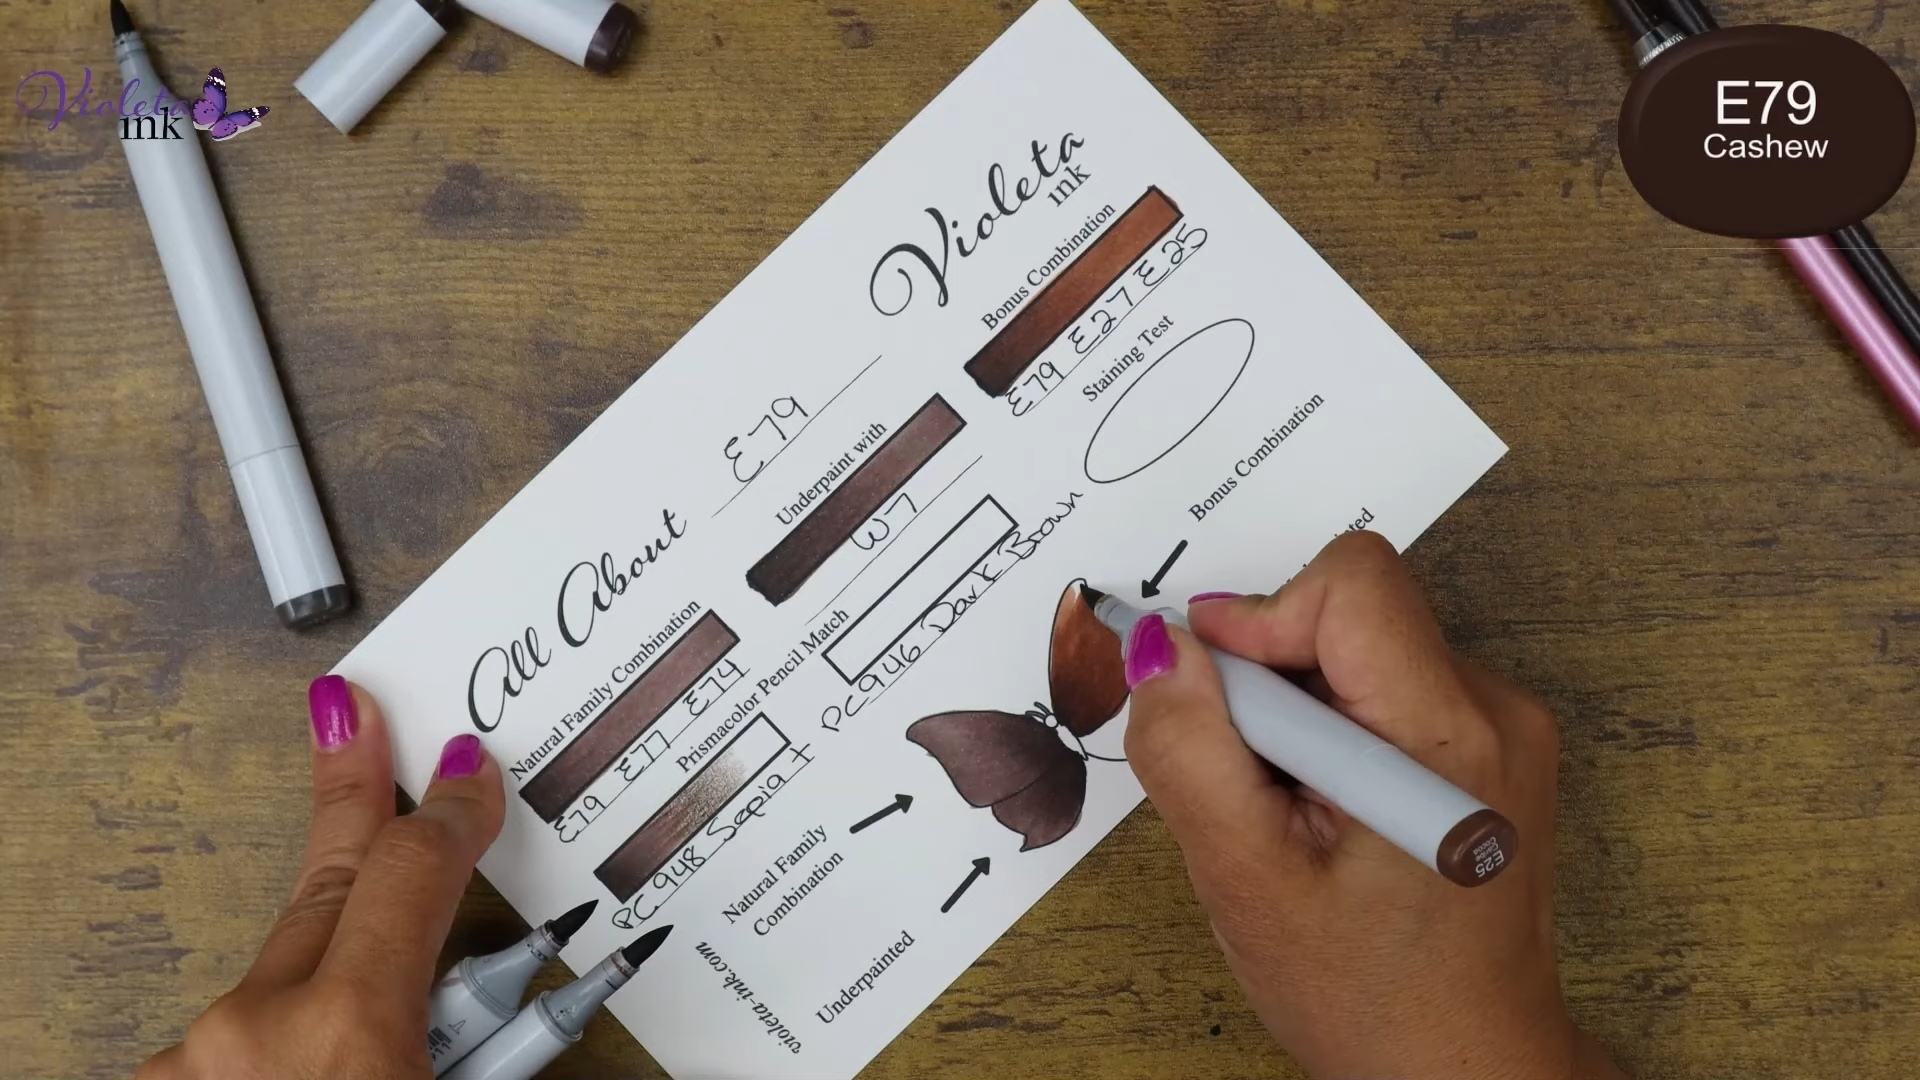 Violeta
ink
E79
Cashew
Violeta
ink
All About E79
Natural Family Combination
E79 E77 E74
Underpaint with
W7
Bonus Combination
E79 E27 E25
Prismacolor Pencil Match
PC948 Sepia + PC946 Dark Brown
Staining Test
Bonus Combination
Natural Family
Combination
Underpainted
violeta-ink.com
E25
Caribe
Cocoa